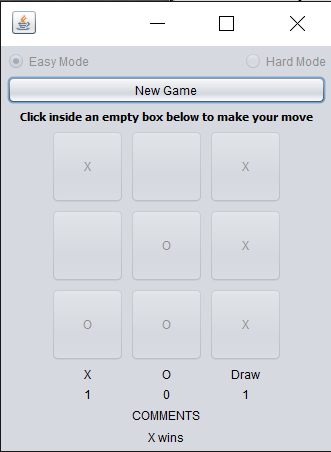 Easy Mode Hard Mode
New Game
Click inside an empty box below to make your move
X
O X
O O X
X O Draw
1 0 1
COMMENTS
X wins